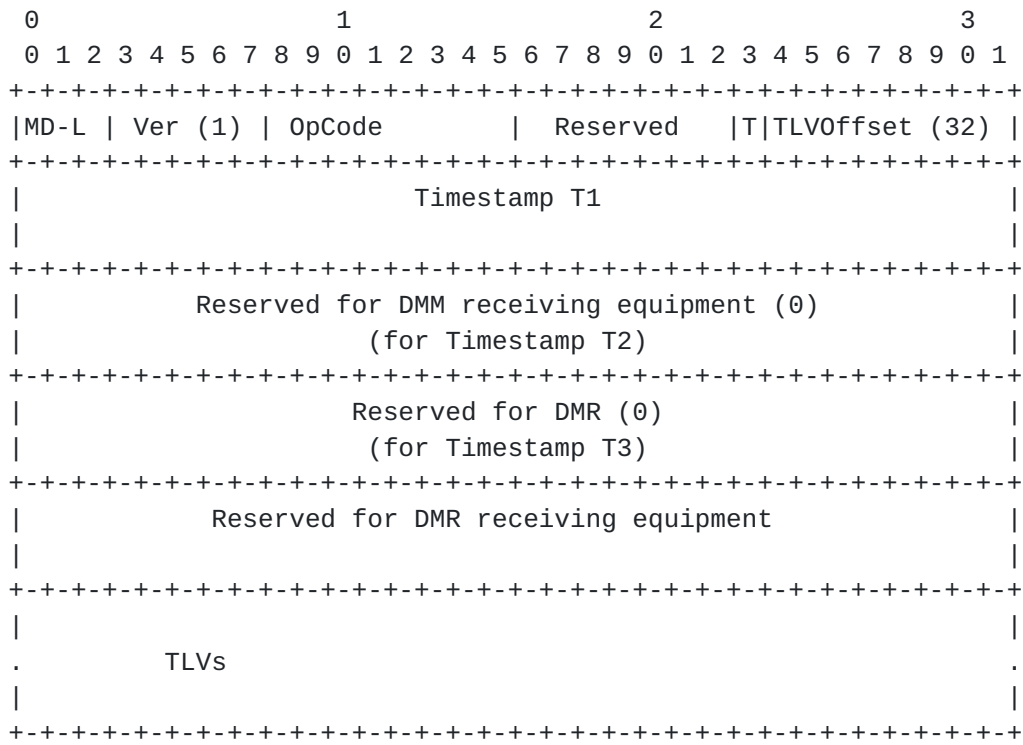 0                   1                   2                   3
0 1 2 3 4 5 6 7 8 9 0 1 2 3 4 5 6 7 8 9 0 1 2 3 4 5 6 7 8 9 0 1
+-+-+-+-+-+-+-+-+-+-+-+-+-+-+-+-+-+-+-+-+-+-+-+-+-+-+-+-+-+-+-+-+
|MD-L | Ver (1) | OpCode        |  Reserved   |T|TLVOffset (32) |
+-+-+-+-+-+-+-+-+-+-+-+-+-+-+-+-+-+-+-+-+-+-+-+-+-+-+-+-+-+-+-+-+
|                         Timestamp T1                          |
|                                                               |
+-+-+-+-+-+-+-+-+-+-+-+-+-+-+-+-+-+-+-+-+-+-+-+-+-+-+-+-+-+-+-+-+
|           Reserved for DMM receiving equipment (0)            |
|                      (for Timestamp T2)                       |
+-+-+-+-+-+-+-+-+-+-+-+-+-+-+-+-+-+-+-+-+-+-+-+-+-+-+-+-+-+-+-+-+
|                     Reserved for DMR (0)                      |
|                      (for Timestamp T3)                       |
+-+-+-+-+-+-+-+-+-+-+-+-+-+-+-+-+-+-+-+-+-+-+-+-+-+-+-+-+-+-+-+-+
|            Reserved for DMR receiving equipment               |
|                                                               |
+-+-+-+-+-+-+-+-+-+-+-+-+-+-+-+-+-+-+-+-+-+-+-+-+-+-+-+-+-+-+-+-+
|                                                               |
.         TLVs                                                  .
|                                                               |
+-+-+-+-+-+-+-+-+-+-+-+-+-+-+-+-+-+-+-+-+-+-+-+-+-+-+-+-+-+-+-+-+